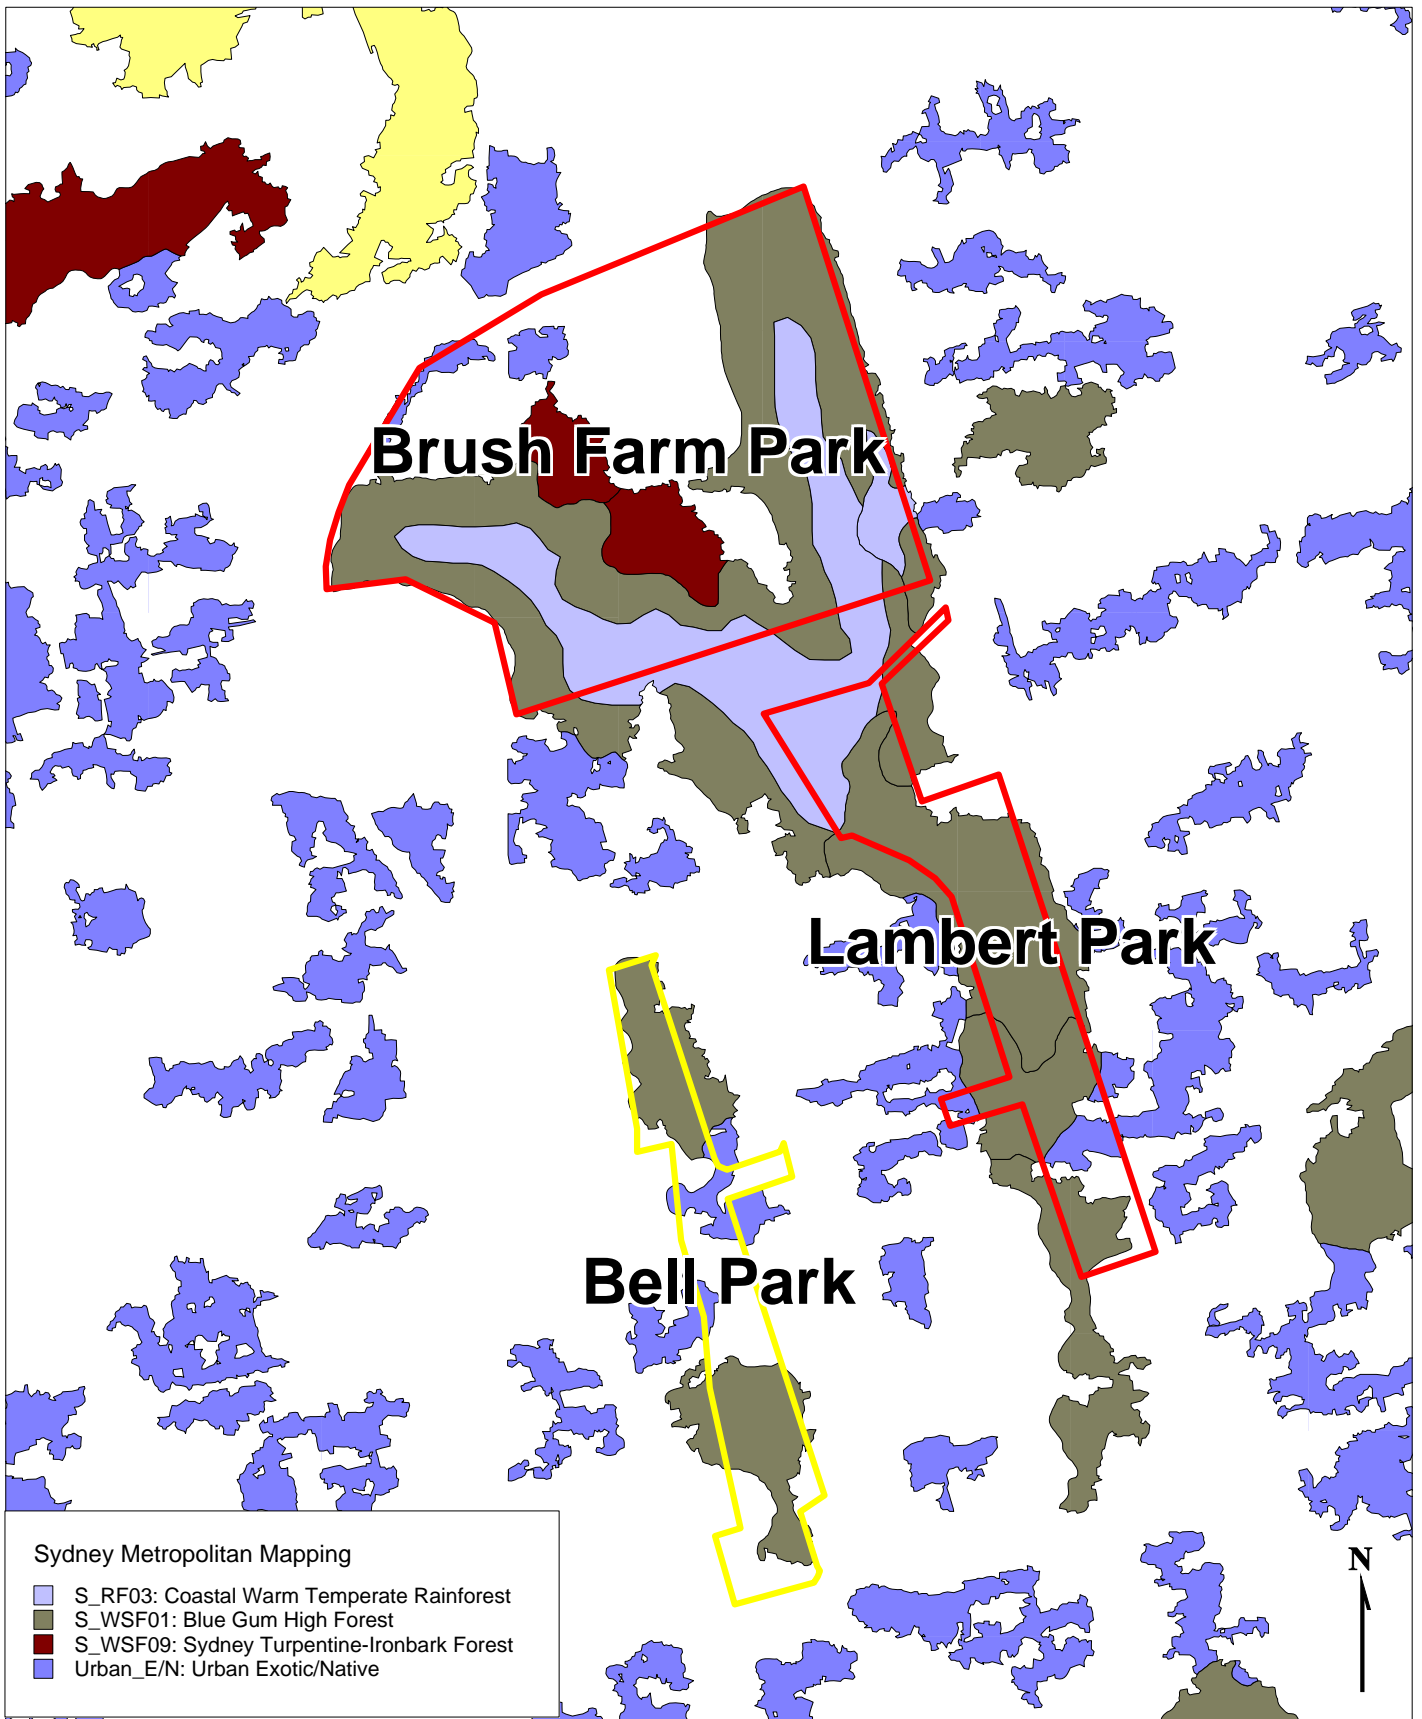 Brush Farm Park
Lambert Park
Bell Park
Sydney Metropolitan Mapping
S_RF03: Coastal Warm Temperate Rainforest
S_WSF01: Blue Gum High Forest
S_WSF09: Sydney Turpentine-Ironbark Forest
Urban_E/N: Urban Exotic/Native
N